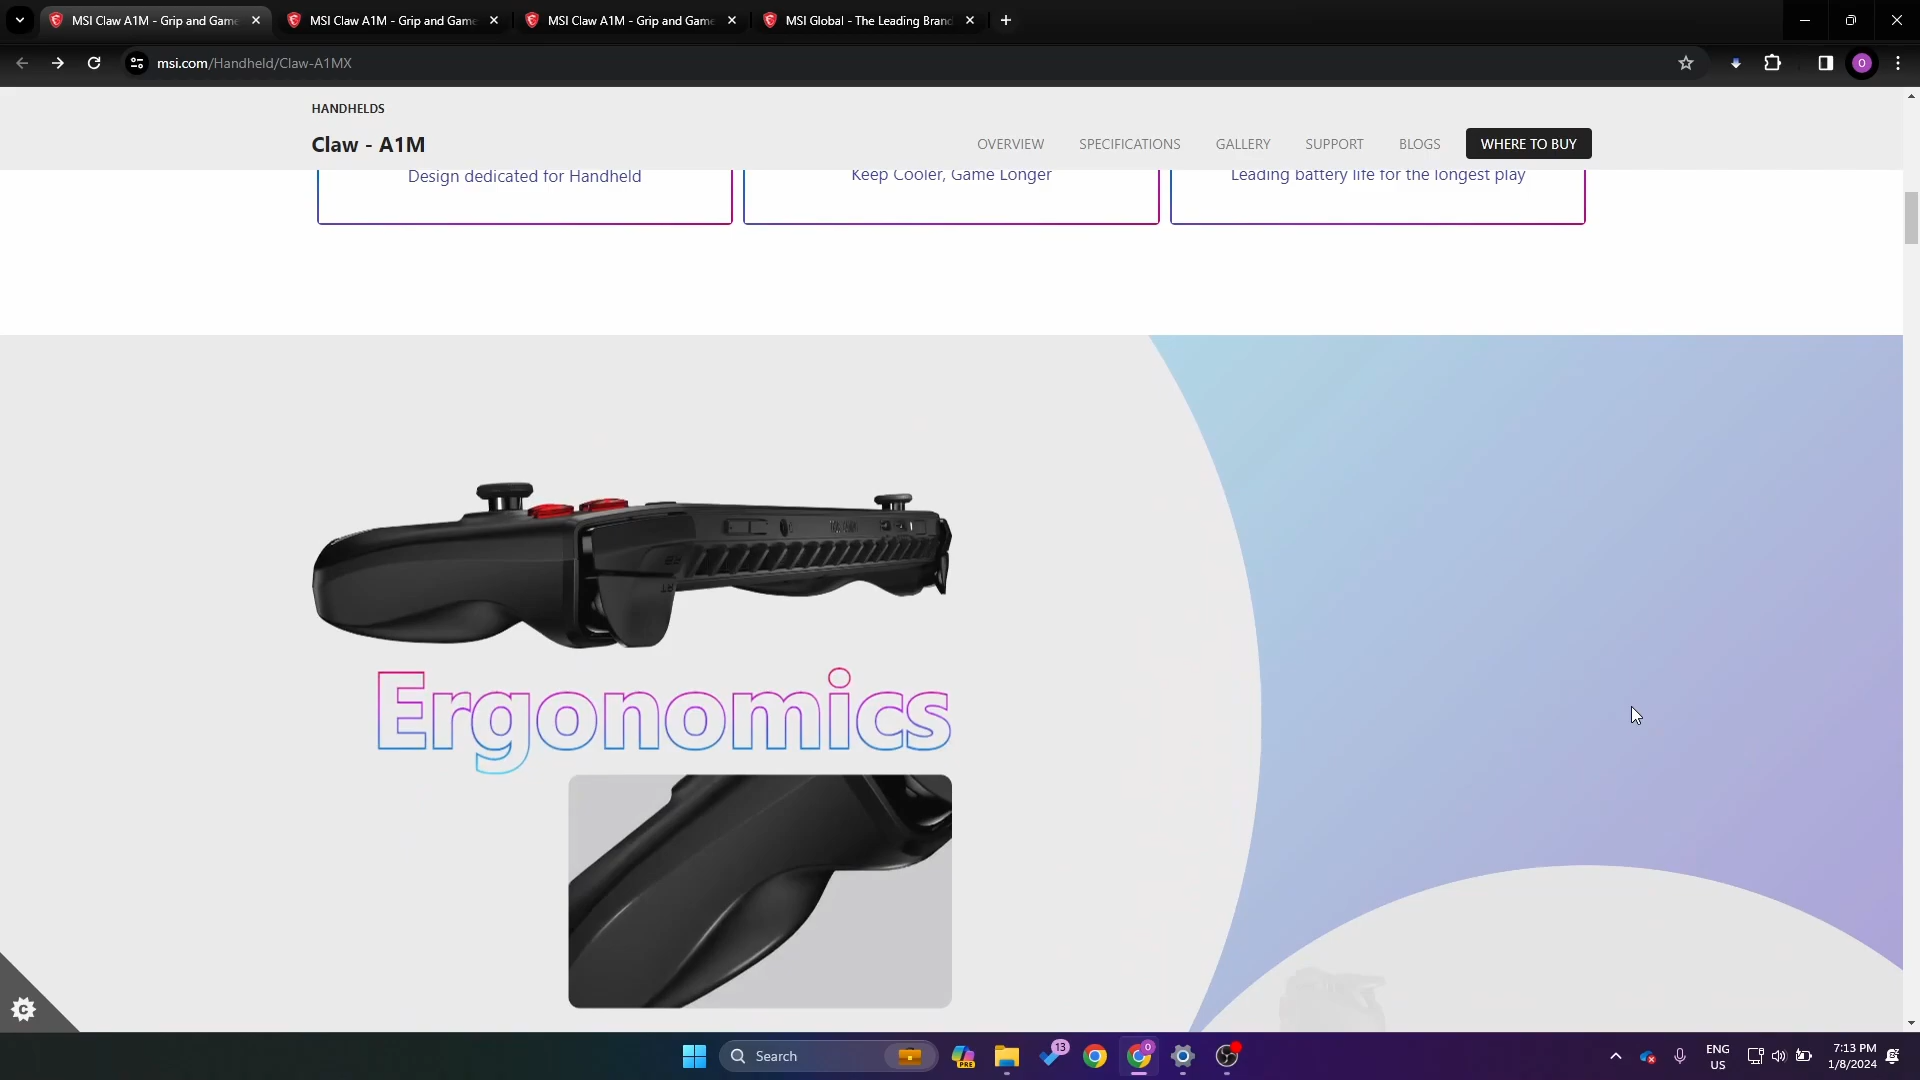 MSI Claw A1M - Grip and Game
MSI Claw A1M - Grip and Game
MSI Claw A1M - Grip and Game
MSI Global - The Leading Brand
msi.com/Handheld/Claw-A1MX
O
HANDHELDS
Claw - A1M
OVERVIEW
SPECIFICATIONS
GALLERY
SUPPORT
BLOGS
WHERE TO BUY
Design dedicated for Handheld
Keep Cooler, Game Longer
Leading battery life for the longest play
Ergonomics
C
Search
PRE
13
O
ENG
US
7:13 PM
1/8/2024